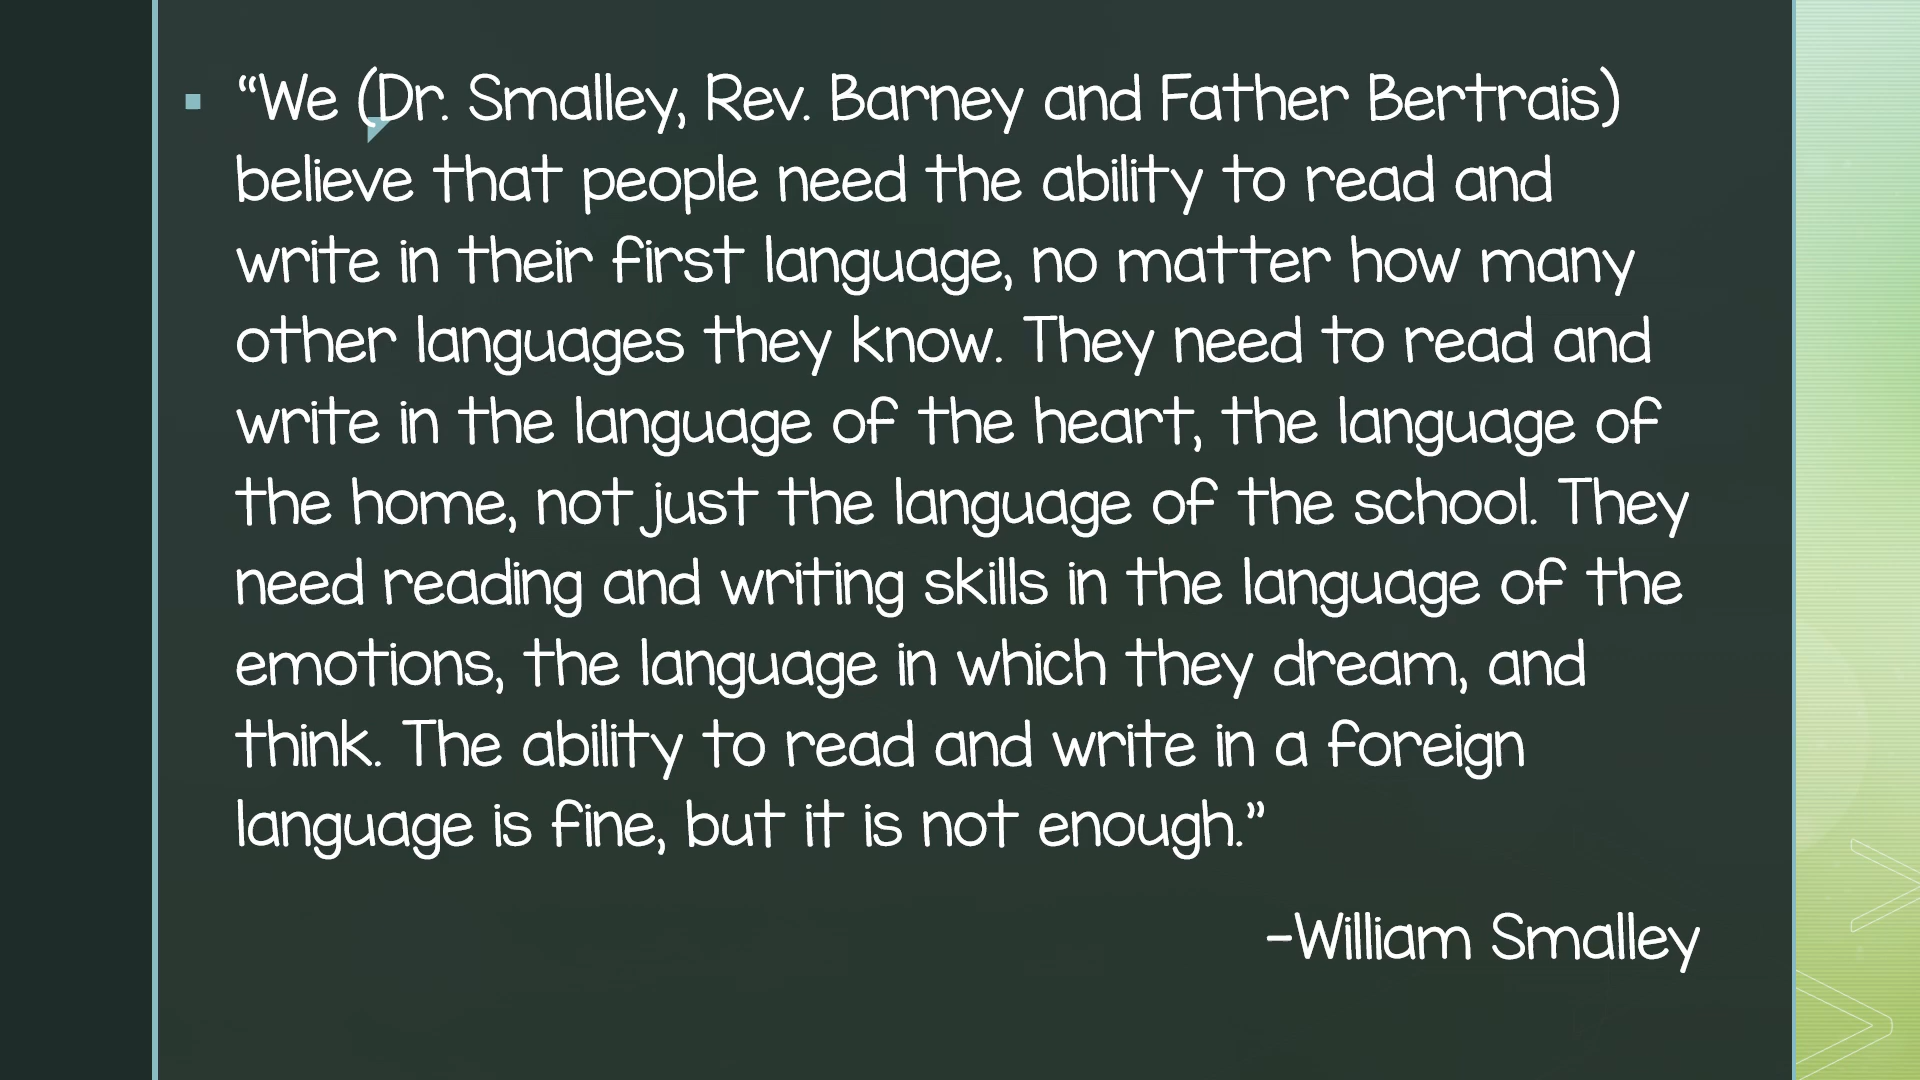 “We (Dr. Smalley, Rev. Barney and Father Bertrais)
believe that people need the ability to read and
write in their first language, no matter how many
other languages they know. They need to read and
write in the language of the heart, the language of
the home, not just the language of the school. They
need reading and writing skills in the language of the
emotions, the language in which they dream, and
think. The ability to read and write in a foreign
language is fine, but it is not enough.”
-William Smalley